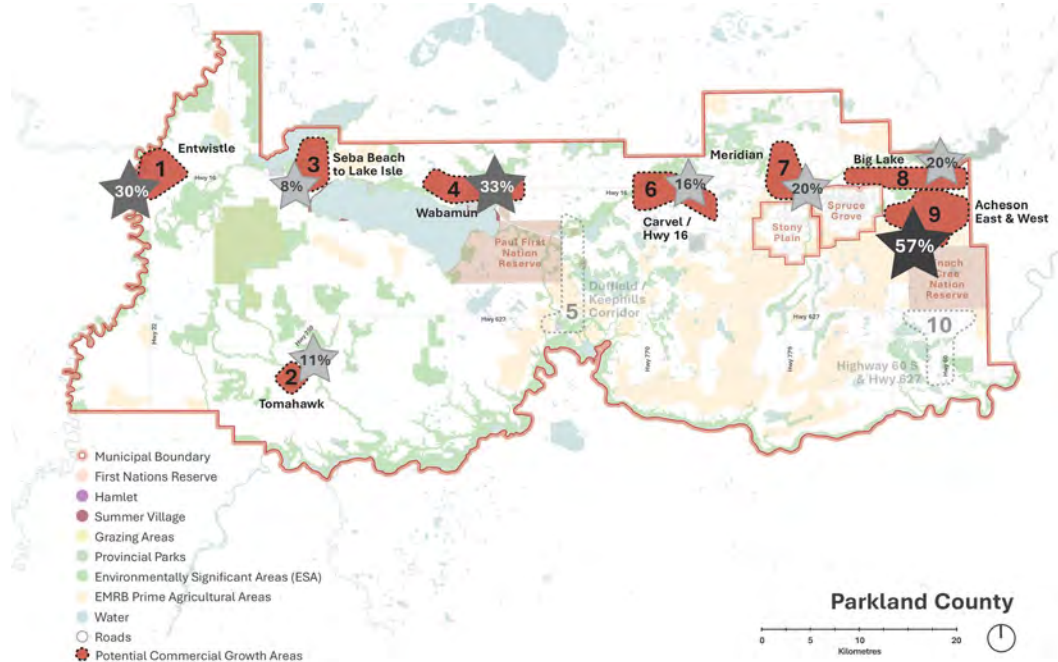 Entwistle
1
30%
Hwy 16
3
8%
Seba Beach
to Lake Isle
4
33%
Wabamun
Hwy 16
6
16%
Carvel /
Hwy 16
Meridian
7
20%
Big Lake
20%
8
9
Acheson
East & West
57%
Stony
Plain
Spruce
Grove
Paul First
Nation
Reserve
Cree
Nation
Reserve
5
Duffield /
Keephills
Corridor
Hwy 627
Hwy 627
Hwy 770
Hwy 779
10
Highway 60 S
& Hwy 627
2
11%
Tomahawk
Municipal Boundary
First Nations Reserve
Hamlet
Summer Village
Grazing Areas
Provincial Parks
Environmentally Significant Areas (ESA)
EMRB Prime Agricultural Areas
Water
Roads
Potential Commercial Growth Areas
Parkland County
0 5 10 20
Kilometres